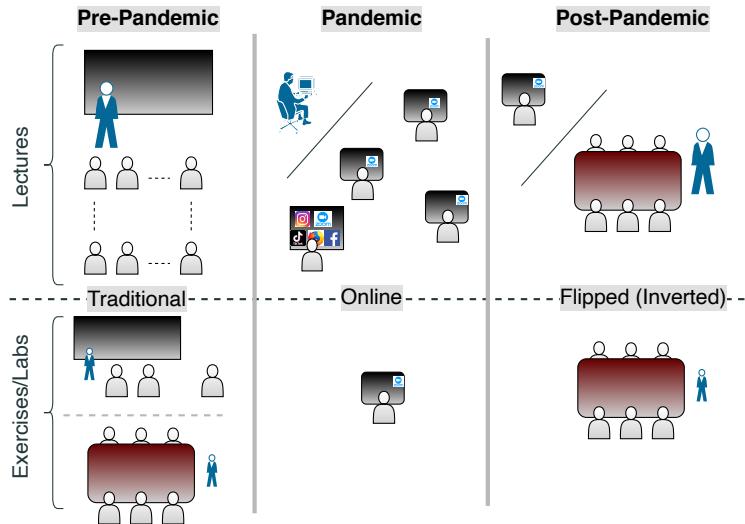 Pre-Pandemic
Pandemic
Post-Pandemic
Lectures
Traditional
Online
Flipped (Inverted)
Exercises/Labs